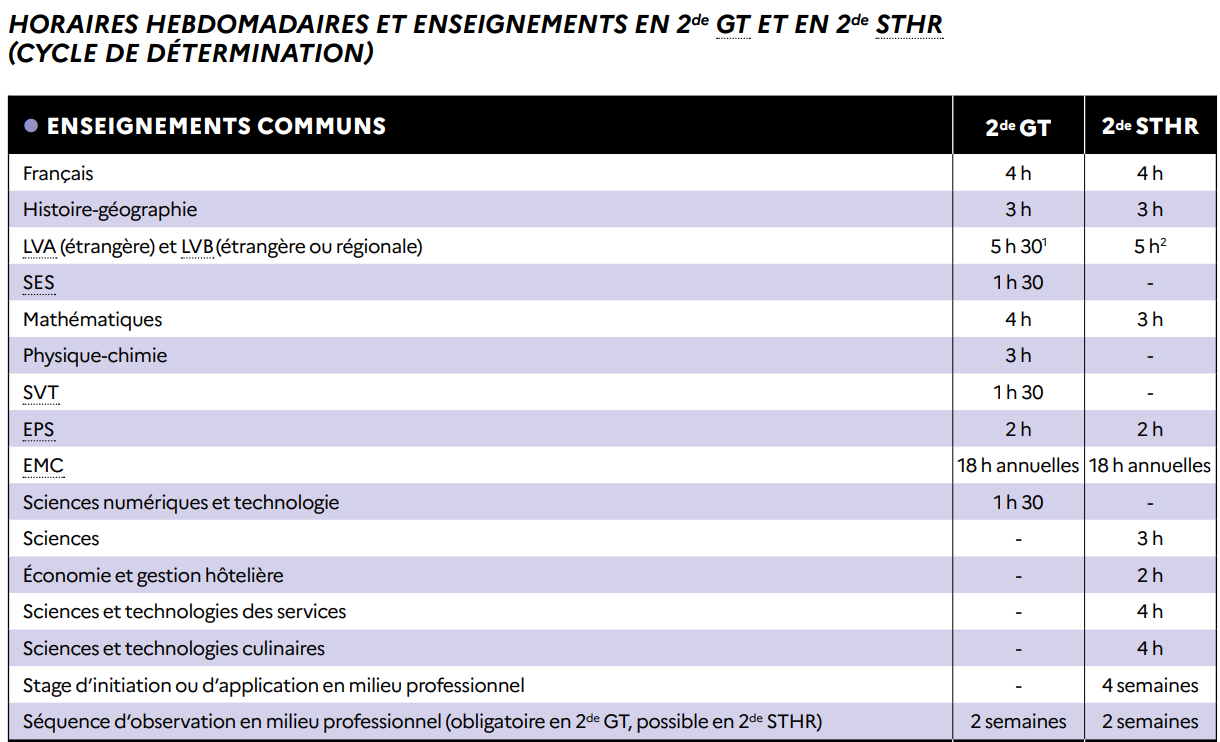 HORAIRES HEBDOMADAIRES ET ENSEIGNEMENTS EN 2de GT ET EN 2de STHR
(CYCLE DE DÉTERMINATION)
● ENSEIGNEMENTS COMMUNS 2de GT 2de STHR
Français 4 h 4 h
Histoire-géographie 3 h 3 h
LVA (étrangère) et LVB (étrangère ou régionale) 5 h 30¹ 5 h²
SES 1 h 30 -
Mathématiques 4 h 3 h
Physique-chimie 3 h -
SVT 1 h 30 -
EPS 2 h 2 h
EMC 18 h annuelles 18 h annuelles
Sciences numériques et technologie 1 h 30 -
Sciences - 3 h
Économie et gestion hôtelière - 2 h
Sciences et technologies des services - 4 h
Sciences et technologies culinaires - 4 h
Stage d’initiation ou d’application en milieu professionnel - 4 semaines
Séquence d’observation en milieu professionnel (obligatoire en 2de GT, possible en 2de STHR) 2 semaines 2 semaines